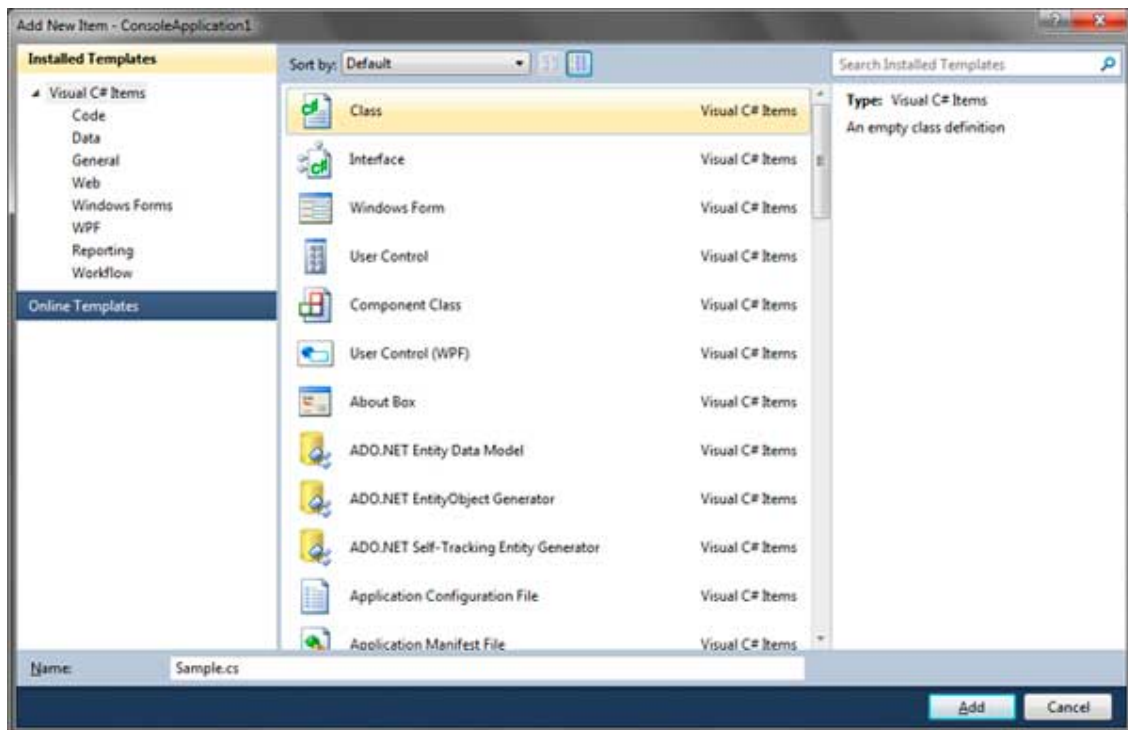 Add New Item - ConsoleApplication1
Installed Templates
Visual C# Items
Code
Data
General
Web
Windows Forms
WPF
Reporting
Workflow
Online Templates
Sort by: Default
Class Visual C# Items
Interface Visual C# Items
Windows Form Visual C# Items
User Control Visual C# Items
Component Class Visual C# Items
User Control (WPF) Visual C# Items
About Box Visual C# Items
ADO.NET Entity Data Model Visual C# Items
ADO.NET EntityObject Generator Visual C# Items
ADO.NET Self-Tracking Entity Generator Visual C# Items
Application Configuration File Visual C# Items
Application Manifest File Visual C# Items
Search Installed Templates
Type: Visual C# Items
An empty class definition
Name: Sample.cs
Add Cancel